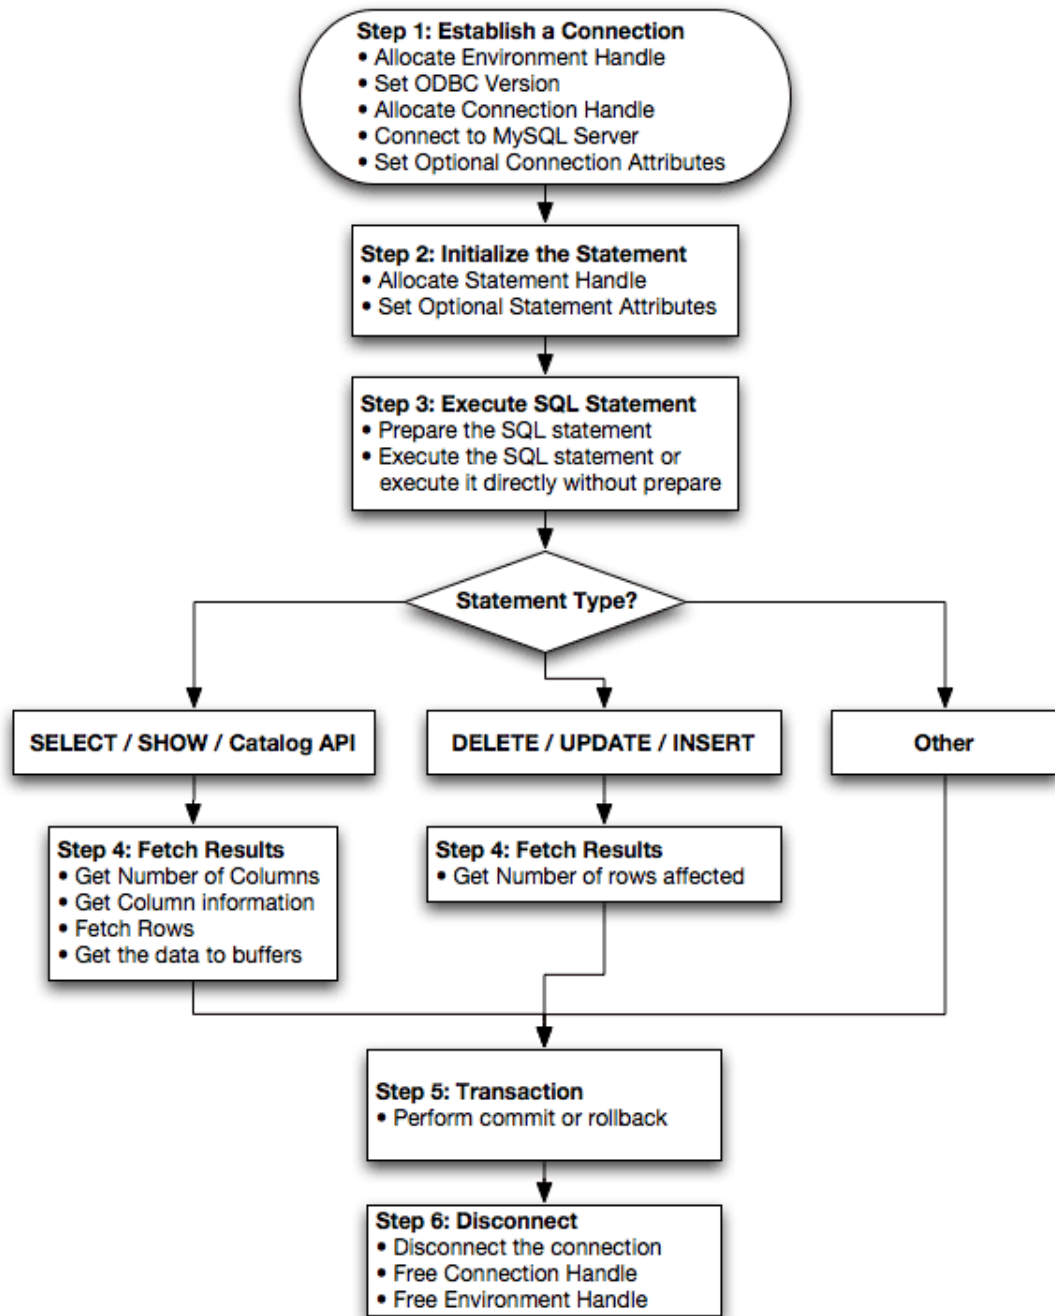 Step 1: Establish a Connection
• Allocate Environment Handle
• Set ODBC Version
• Allocate Connection Handle
• Connect to MySQL Server
• Set Optional Connection Attributes
Step 2: Initialize the Statement
• Allocate Statement Handle
• Set Optional Statement Attributes
Step 3: Execute SQL Statement
• Prepare the SQL statement
• Execute the SQL statement or
execute it directly without prepare
Statement Type?
SELECT / SHOW / Catalog API
DELETE / UPDATE / INSERT
Other
Step 4: Fetch Results
• Get Number of Columns
• Get Column information
• Fetch Rows
• Get the data to buffers
Step 4: Fetch Results
• Get Number of rows affected
Step 5: Transaction
• Perform commit or rollback
Step 6: Disconnect
• Disconnect the connection
• Free Connection Handle
• Free Environment Handle